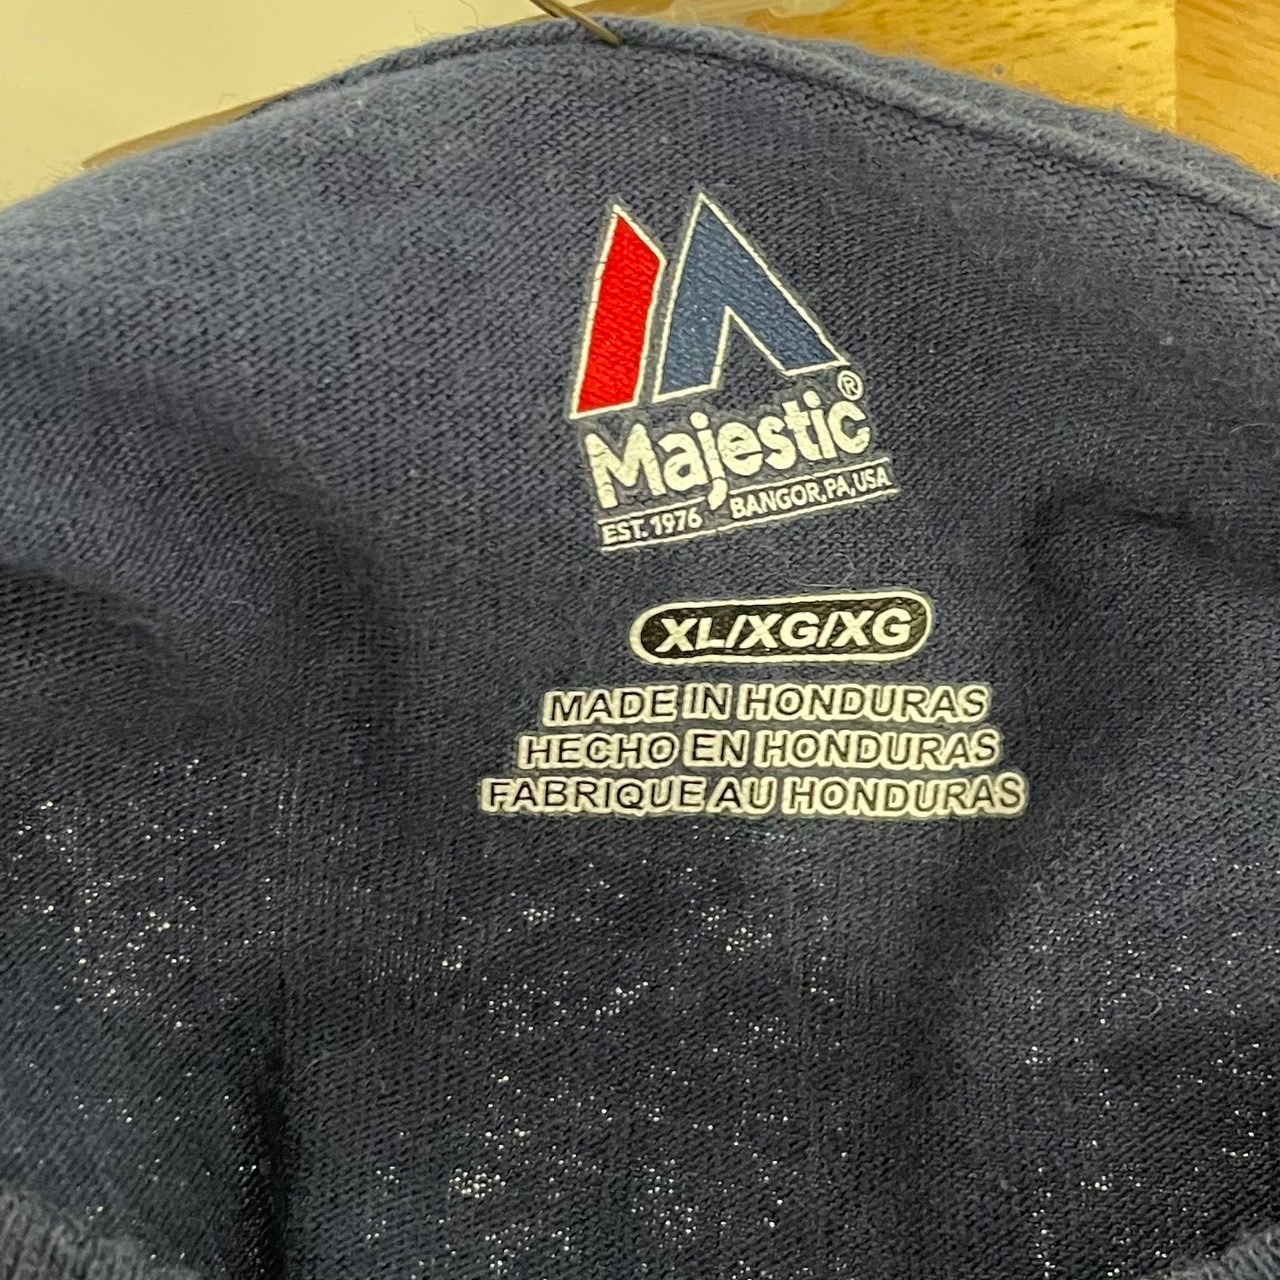 Majestic®
EST. 1976 BANGOR, PA, USA
XL/XG/XG
MADE IN HONDURAS
HECHO EN HONDURAS
FABRIQUE AU HONDURAS